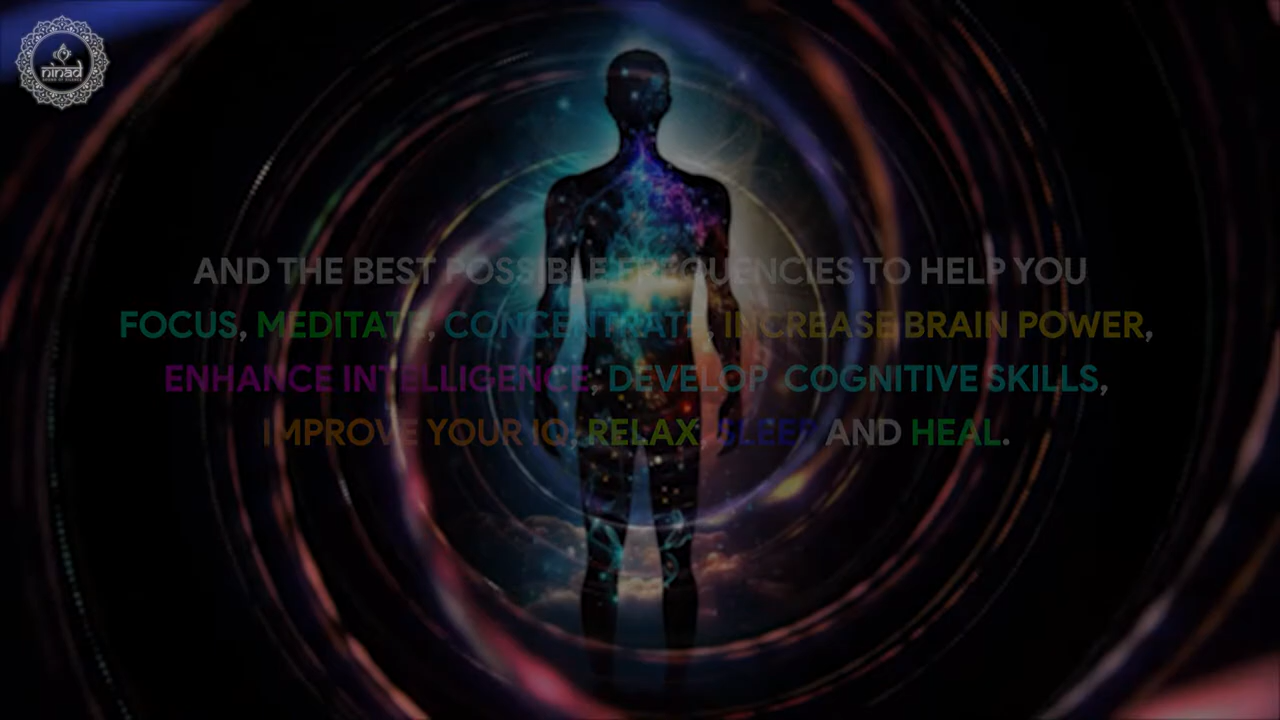 ninad
AND THE BEST POSSIBLE FREQUENCIES TO HELP YOU
FOCUS, MEDITATE, CONCENTRATE, INCREASE BRAIN POWER,
ENHANCE INTELLIGENCE, DEVELOP COGNITIVE SKILLS,
IMPROVE YOUR IQ, RELAX, SLEEP AND HEAL.